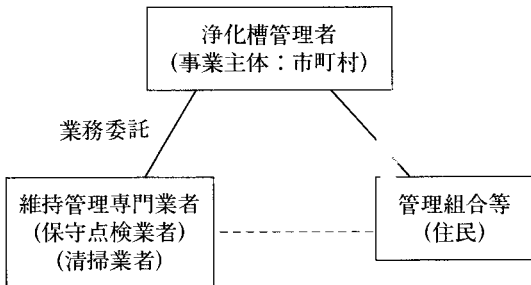 浄化槽管理者
(事業主体：市町村)
業務委託
維持管理専門業者
(保守点検業者)
(清掃業者)
管理組合等
(住民)